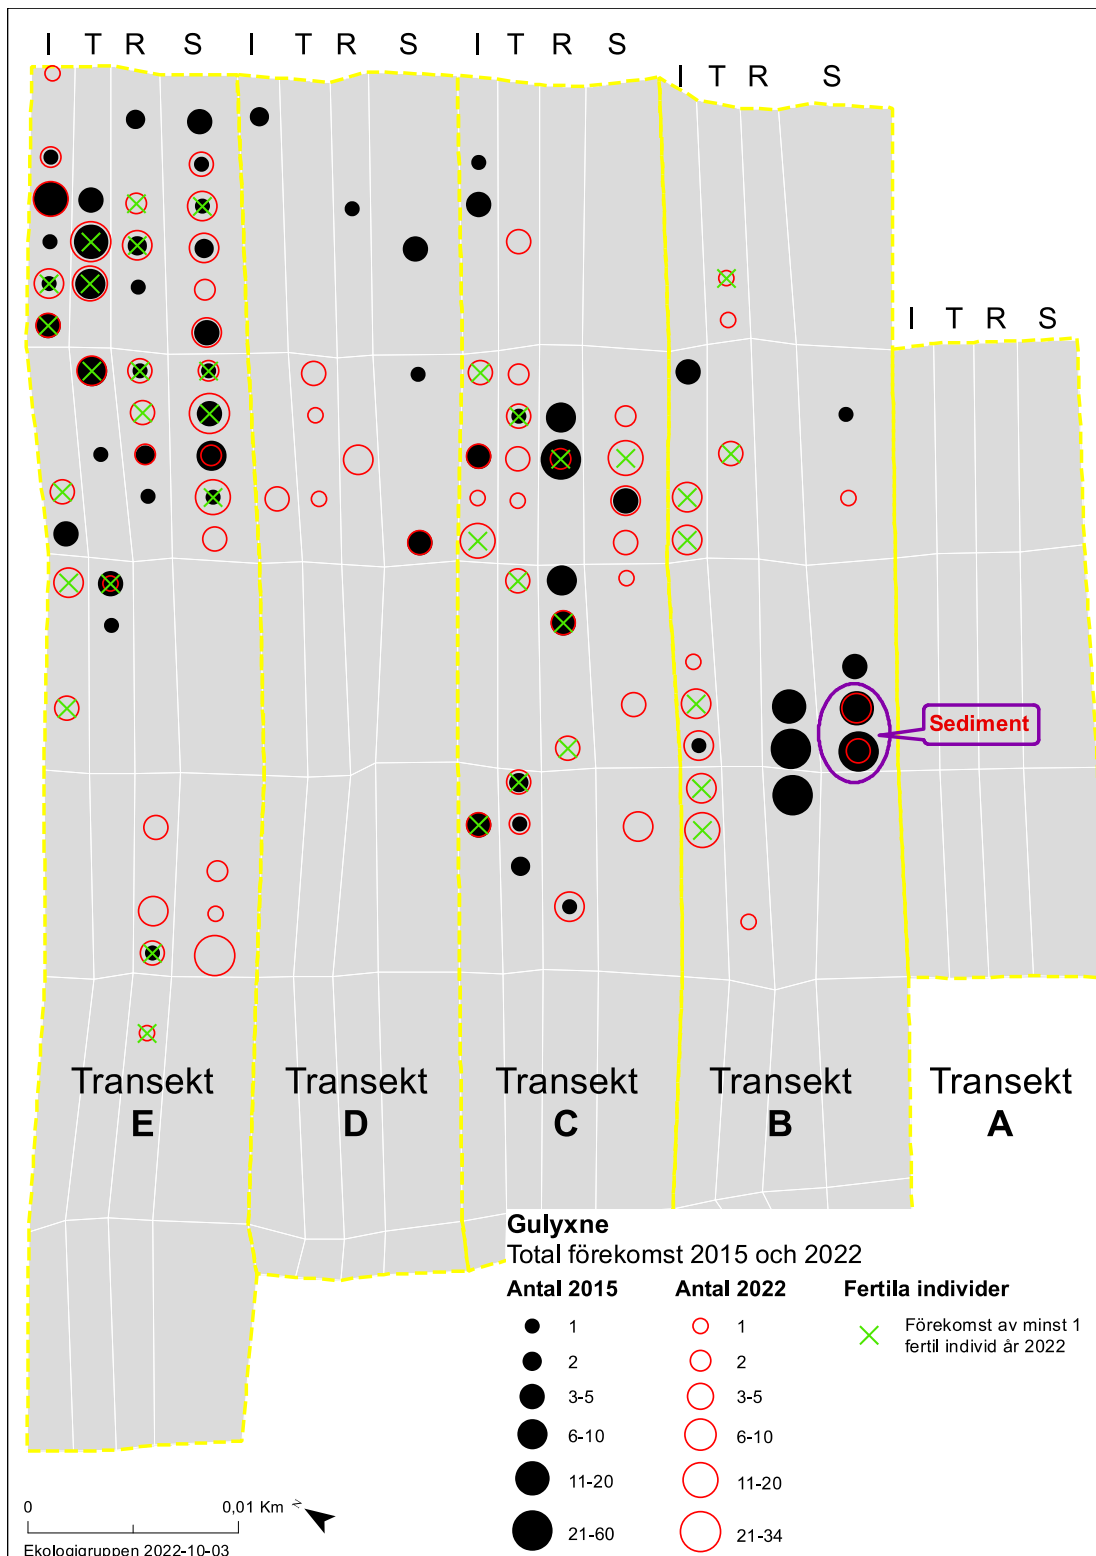 I T R S I T R S I T R S
I T R S
I T R S
Sediment
Transekt Transekt Transekt Transekt Transekt
E D C B A
Gulyxne
Total förekomst 2015 och 2022
Antal 2015 Antal 2022 Fertila individer
1 1 Förekomst av minst 1
fertil individ år 2022
2 2
3-5 3-5
6-10 6-10
11-20 11-20
21-60 21-34
0 0,01 Km N
Ekologigruppen 2022-10-03